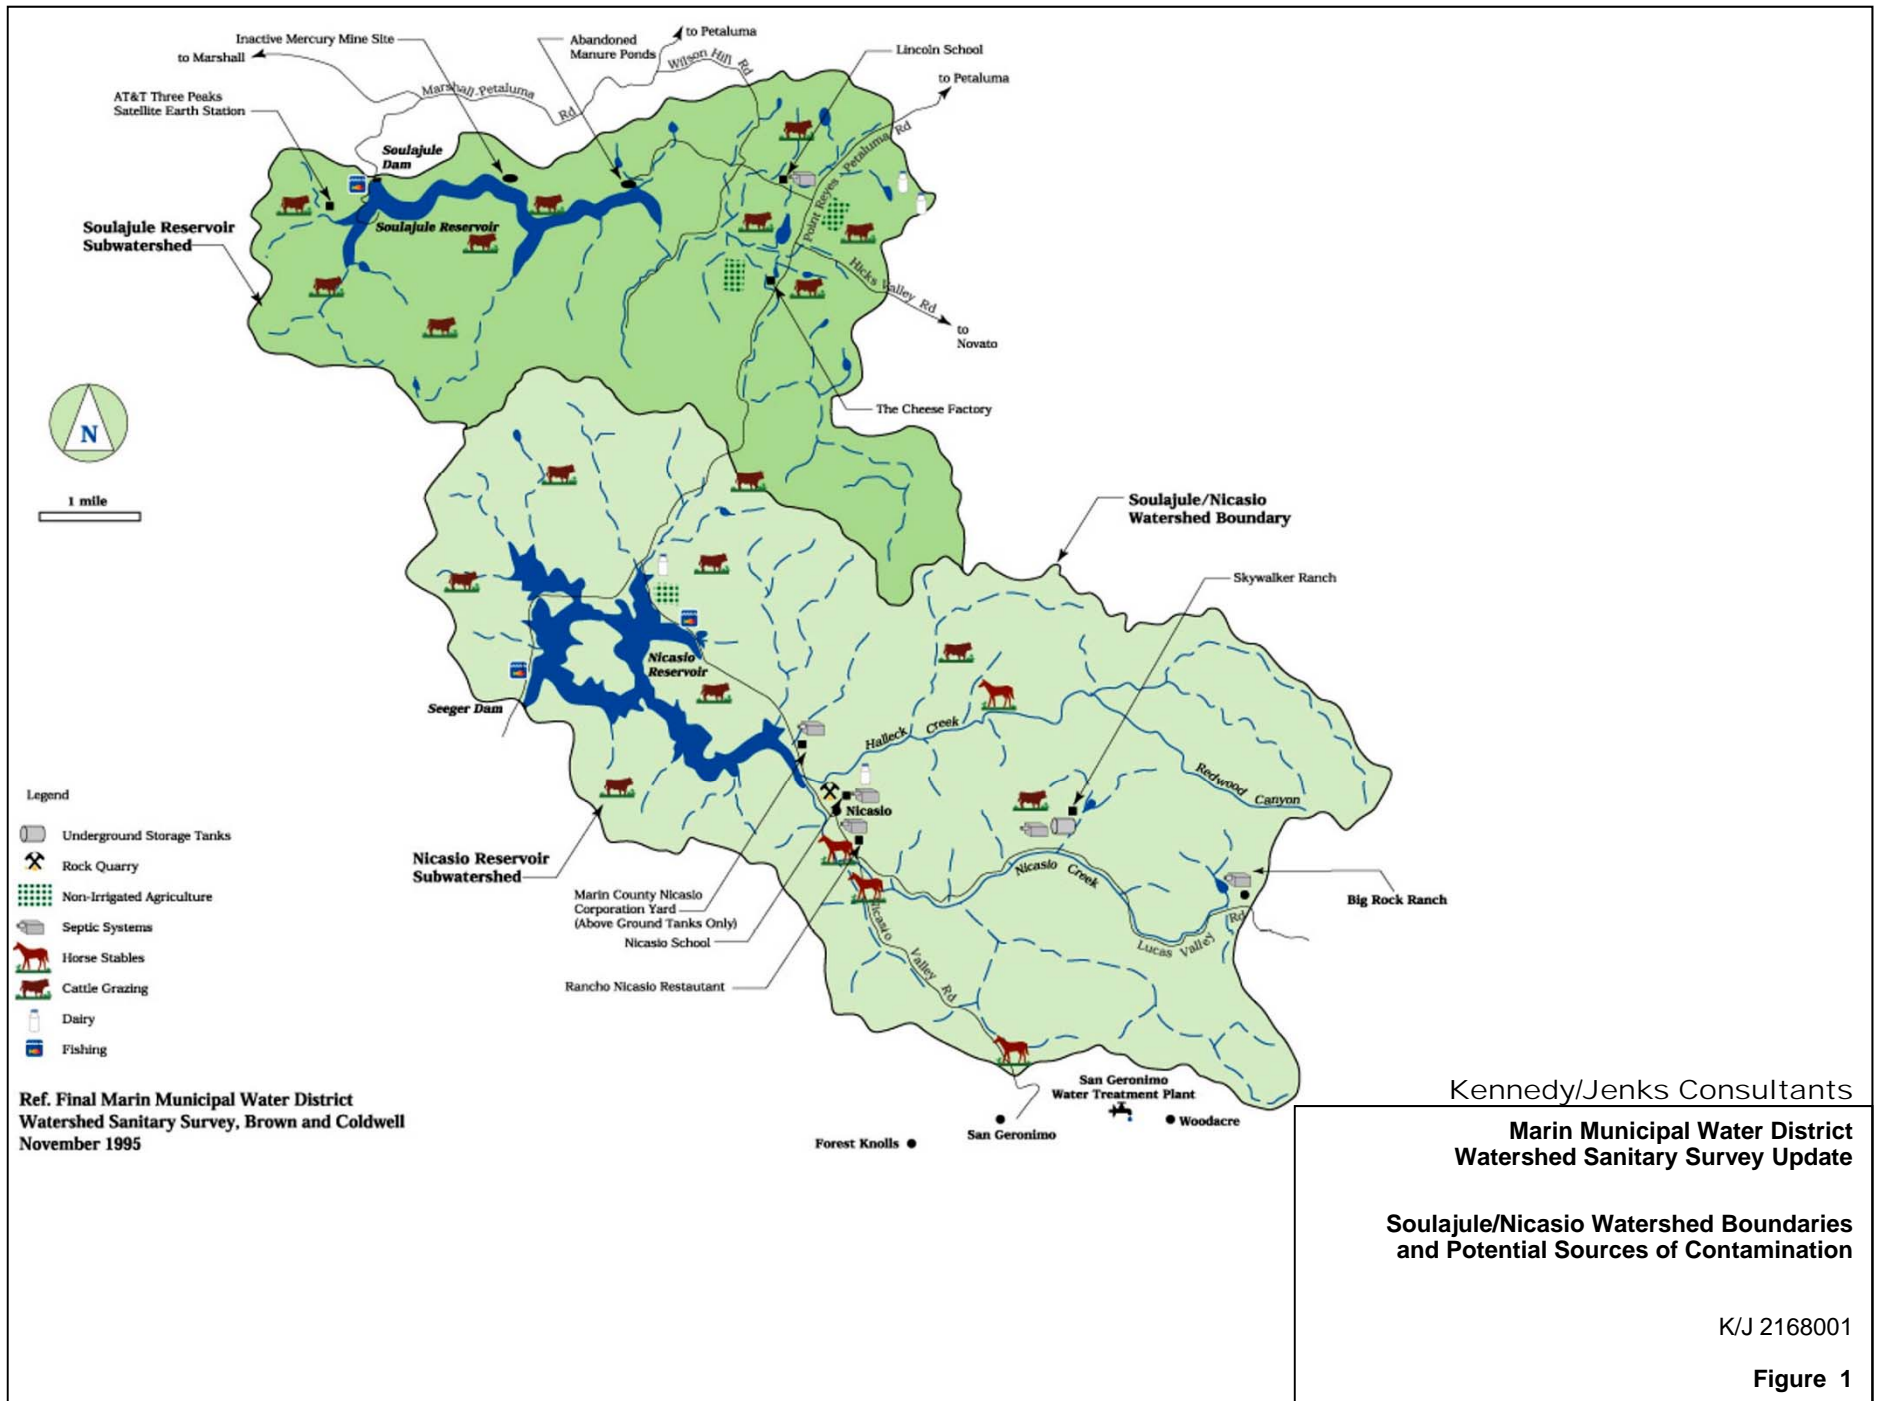 Inactive Mercury Mine Site
to Marshall
Abandoned
Manure Ponds
to Petaluma
Wilson Hill Rd
Lincoln School
to Petaluma
Marshall-Petaluma
Rd
AT&T Three Peaks
Satellite Earth Station
Soulajule
Dam
Point Reyes - Petaluma Rd
Soulajule Reservoir
Subwatershed
Soulajule Reservoir
Hicks Valley Rd
to
Novato
The Cheese Factory
N
1 mile
Soulajule/Nicasio
Watershed Boundary
Skywalker Ranch
Nicasio
Reservoir
Seeger Dam
Halleck Creek
Redwood Canyon
Nicasio
Nicasio Reservoir
Subwatershed
Nicasio Creek
Big Rock Ranch
Marin County Nicasio
Corporation Yard
(Above Ground Tanks Only)
Nicasio School
Rancho Nicasio Restautant
Nicasio Valley Rd
Lucas Valley Rd
San Geronimo
Water Treatment Plant
San Geronimo
Woodacre
Forest Knolls
Legend
Underground Storage Tanks
Rock Quarry
Non-Irrigated Agriculture
Septic Systems
Horse Stables
Cattle Grazing
Dairy
Fishing
Ref. Final Marin Municipal Water District
Watershed Sanitary Survey, Brown and Coldwell
November 1995
Kennedy/Jenks Consultants
Marin Municipal Water District
Watershed Sanitary Survey Update
Soulajule/Nicasio Watershed Boundaries
and Potential Sources of Contamination
K/J 2168001
Figure 1